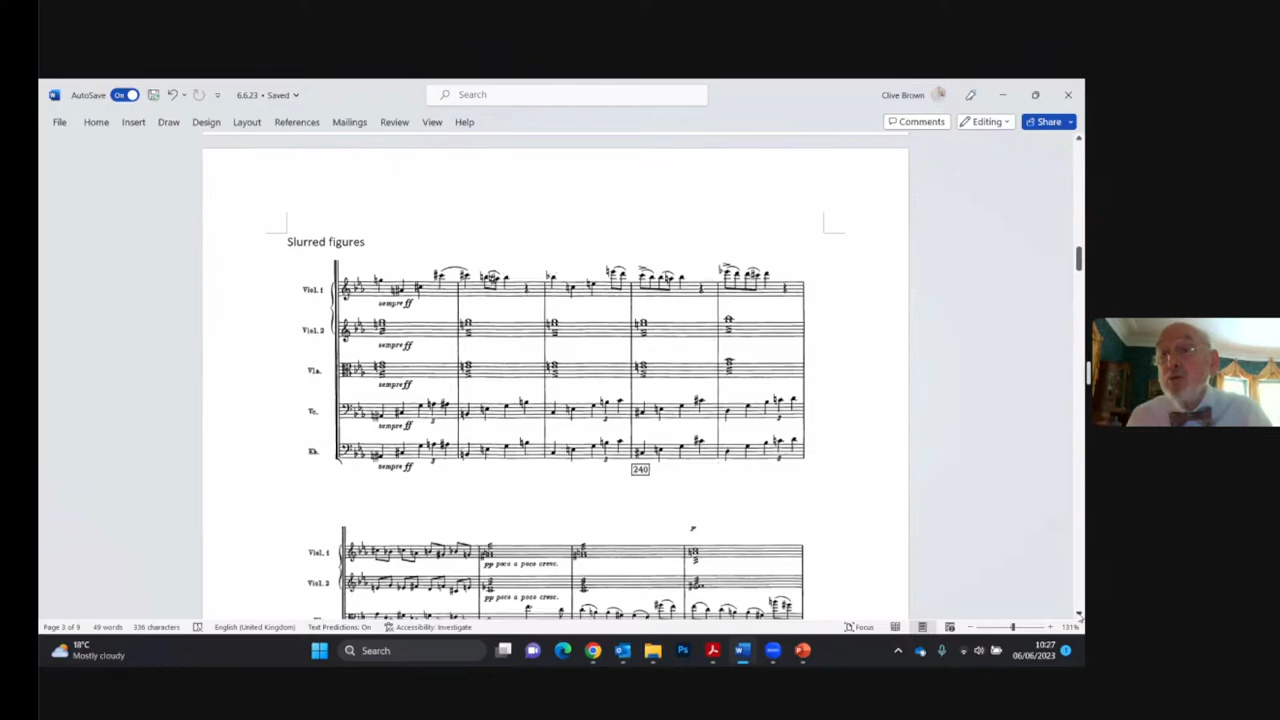 AutoSave On 6.6.23 • Saved Search Clive Brown
File Home Insert Draw Design Layout References Mailings Review View Help Comments Editing Share
Slurred figures
Viol. 1
sempre ff
Viol. 2
sempre ff
Vla.
sempre ff
Vc.
sempre ff
Kb.
sempre ff
240
p
Viol. 1
pp poco a poco cresc.
Viol. 2
pp poco a poco cresc.
Page 3 of 9 49 words 336 characters English (United Kingdom) Text Predictions: On Accessibility: Investigate Focus 131%
18°C
Mostly cloudy
Search
10:27
06/06/2023